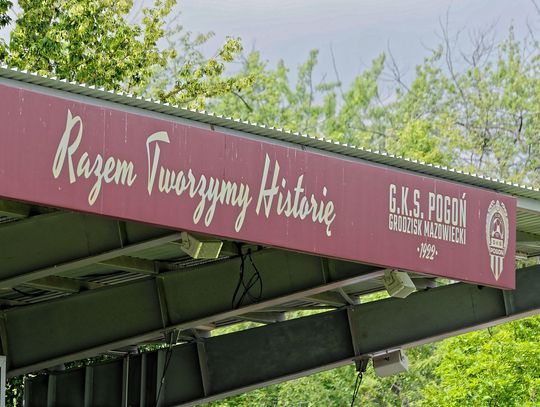 Razem Tworzymy Historię
G.K.S. POGOŃ
GRODZISK MAZOWIECKI
•1922•